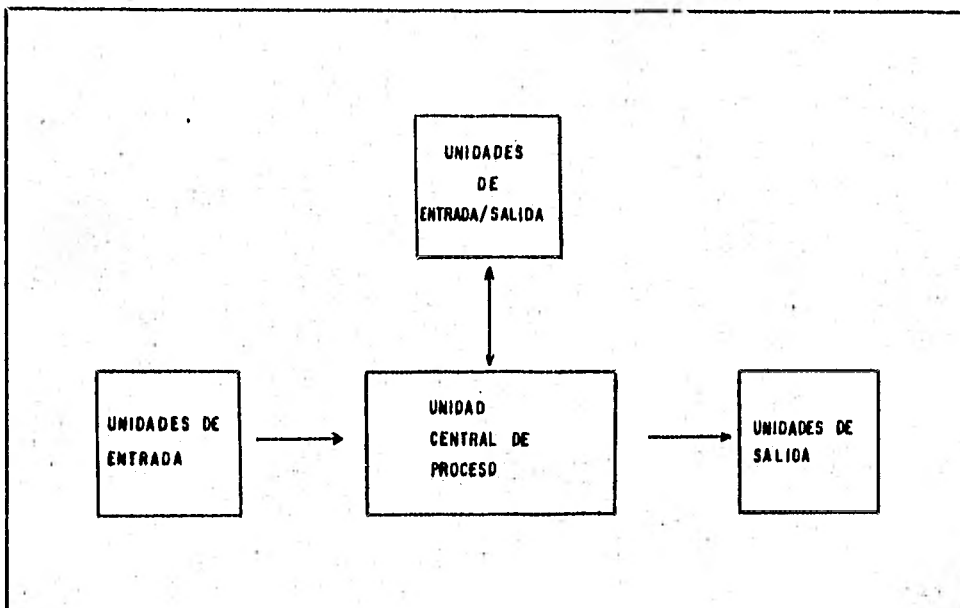 UNIDADES
DE
ENTRADA/SALIDA
UNIDADES DE
ENTRADA
UNIDAD
CENTRAL DE
PROCESO
UNIDADES DE
SALIDA